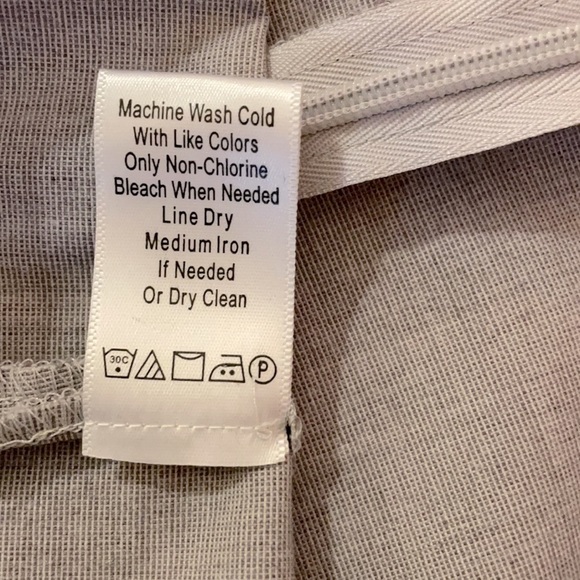 Machine Wash Cold
With Like Colors
Only Non-Chlorine
Bleach When Needed
Line Dry
Medium Iron
If Needed
Or Dry Clean
30C P